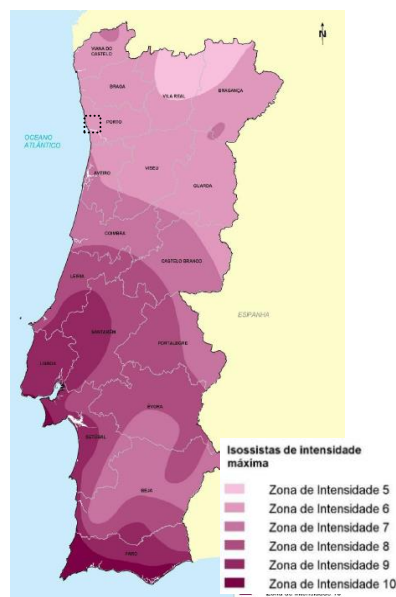 N
VIANA DO
CASTELO
BRAGA
VILA REAL
BRAGANÇA
PORTO
OCEANO
ATLÂNTICO
AVEIRO
VISEU
GUARDA
COIMBRA
CASTELO BRANCO
LEIRIA
ESPANHA
SANTARÉM
PORTALEGRE
LISBOA
ÉVORA
SETÚBAL
BEJA
FARO
Isossistas de intensidade
máxima
Zona de Intensidade 5
Zona de Intensidade 6
Zona de Intensidade 7
Zona de Intensidade 8
Zona de Intensidade 9
Zona de Intensidade 10